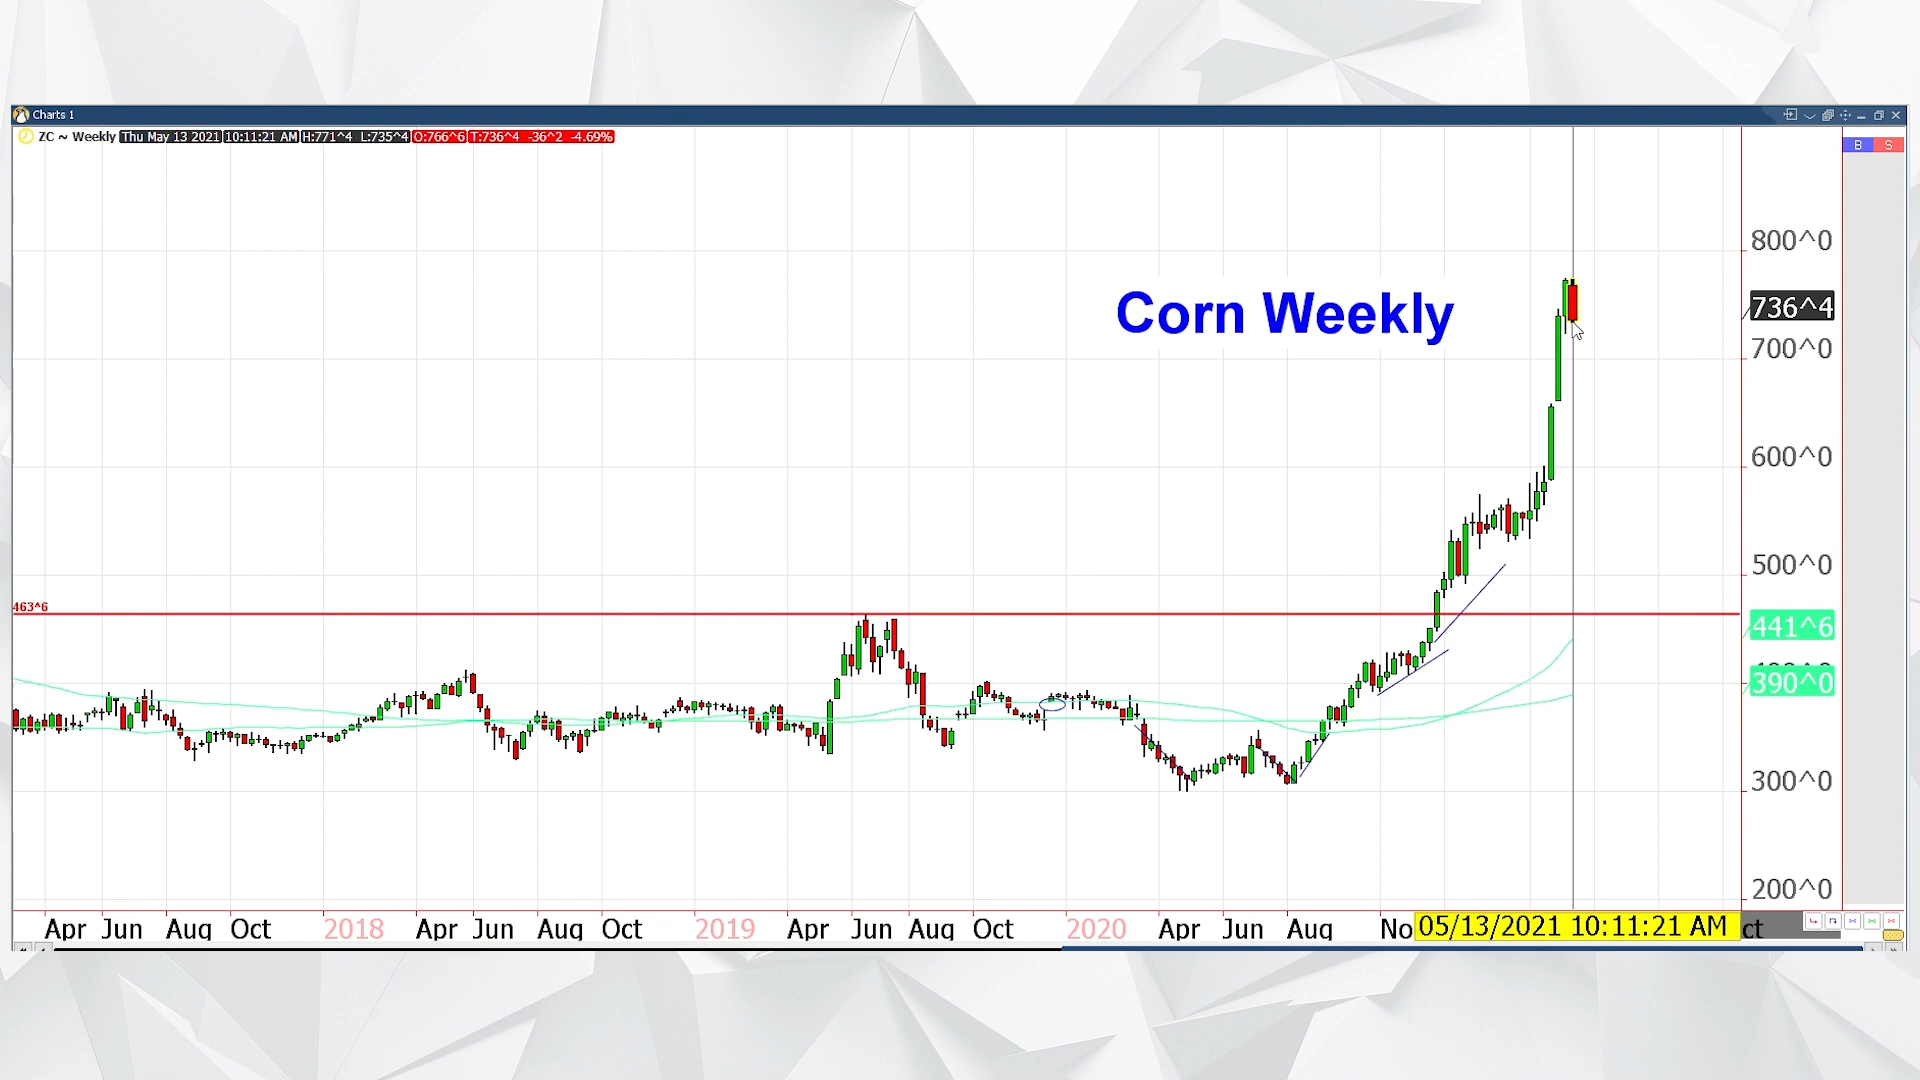 Charts 1
ZC ~ Weekly Thu May 13 2021 10:11:21 AM H:771^4 L:735^4 O:766^6 T:736^4 -36^2 -4.69%
B S
800^0
Corn Weekly
736^4
700^0
600^0
500^0
463^6
441^6
390^0
300^0
200^0
Apr Jun Aug Oct 2018 Apr Jun Aug Oct 2019 Apr Jun Aug Oct 2020 Apr Jun Aug No 05/13/2021 10:11:21 AM ct